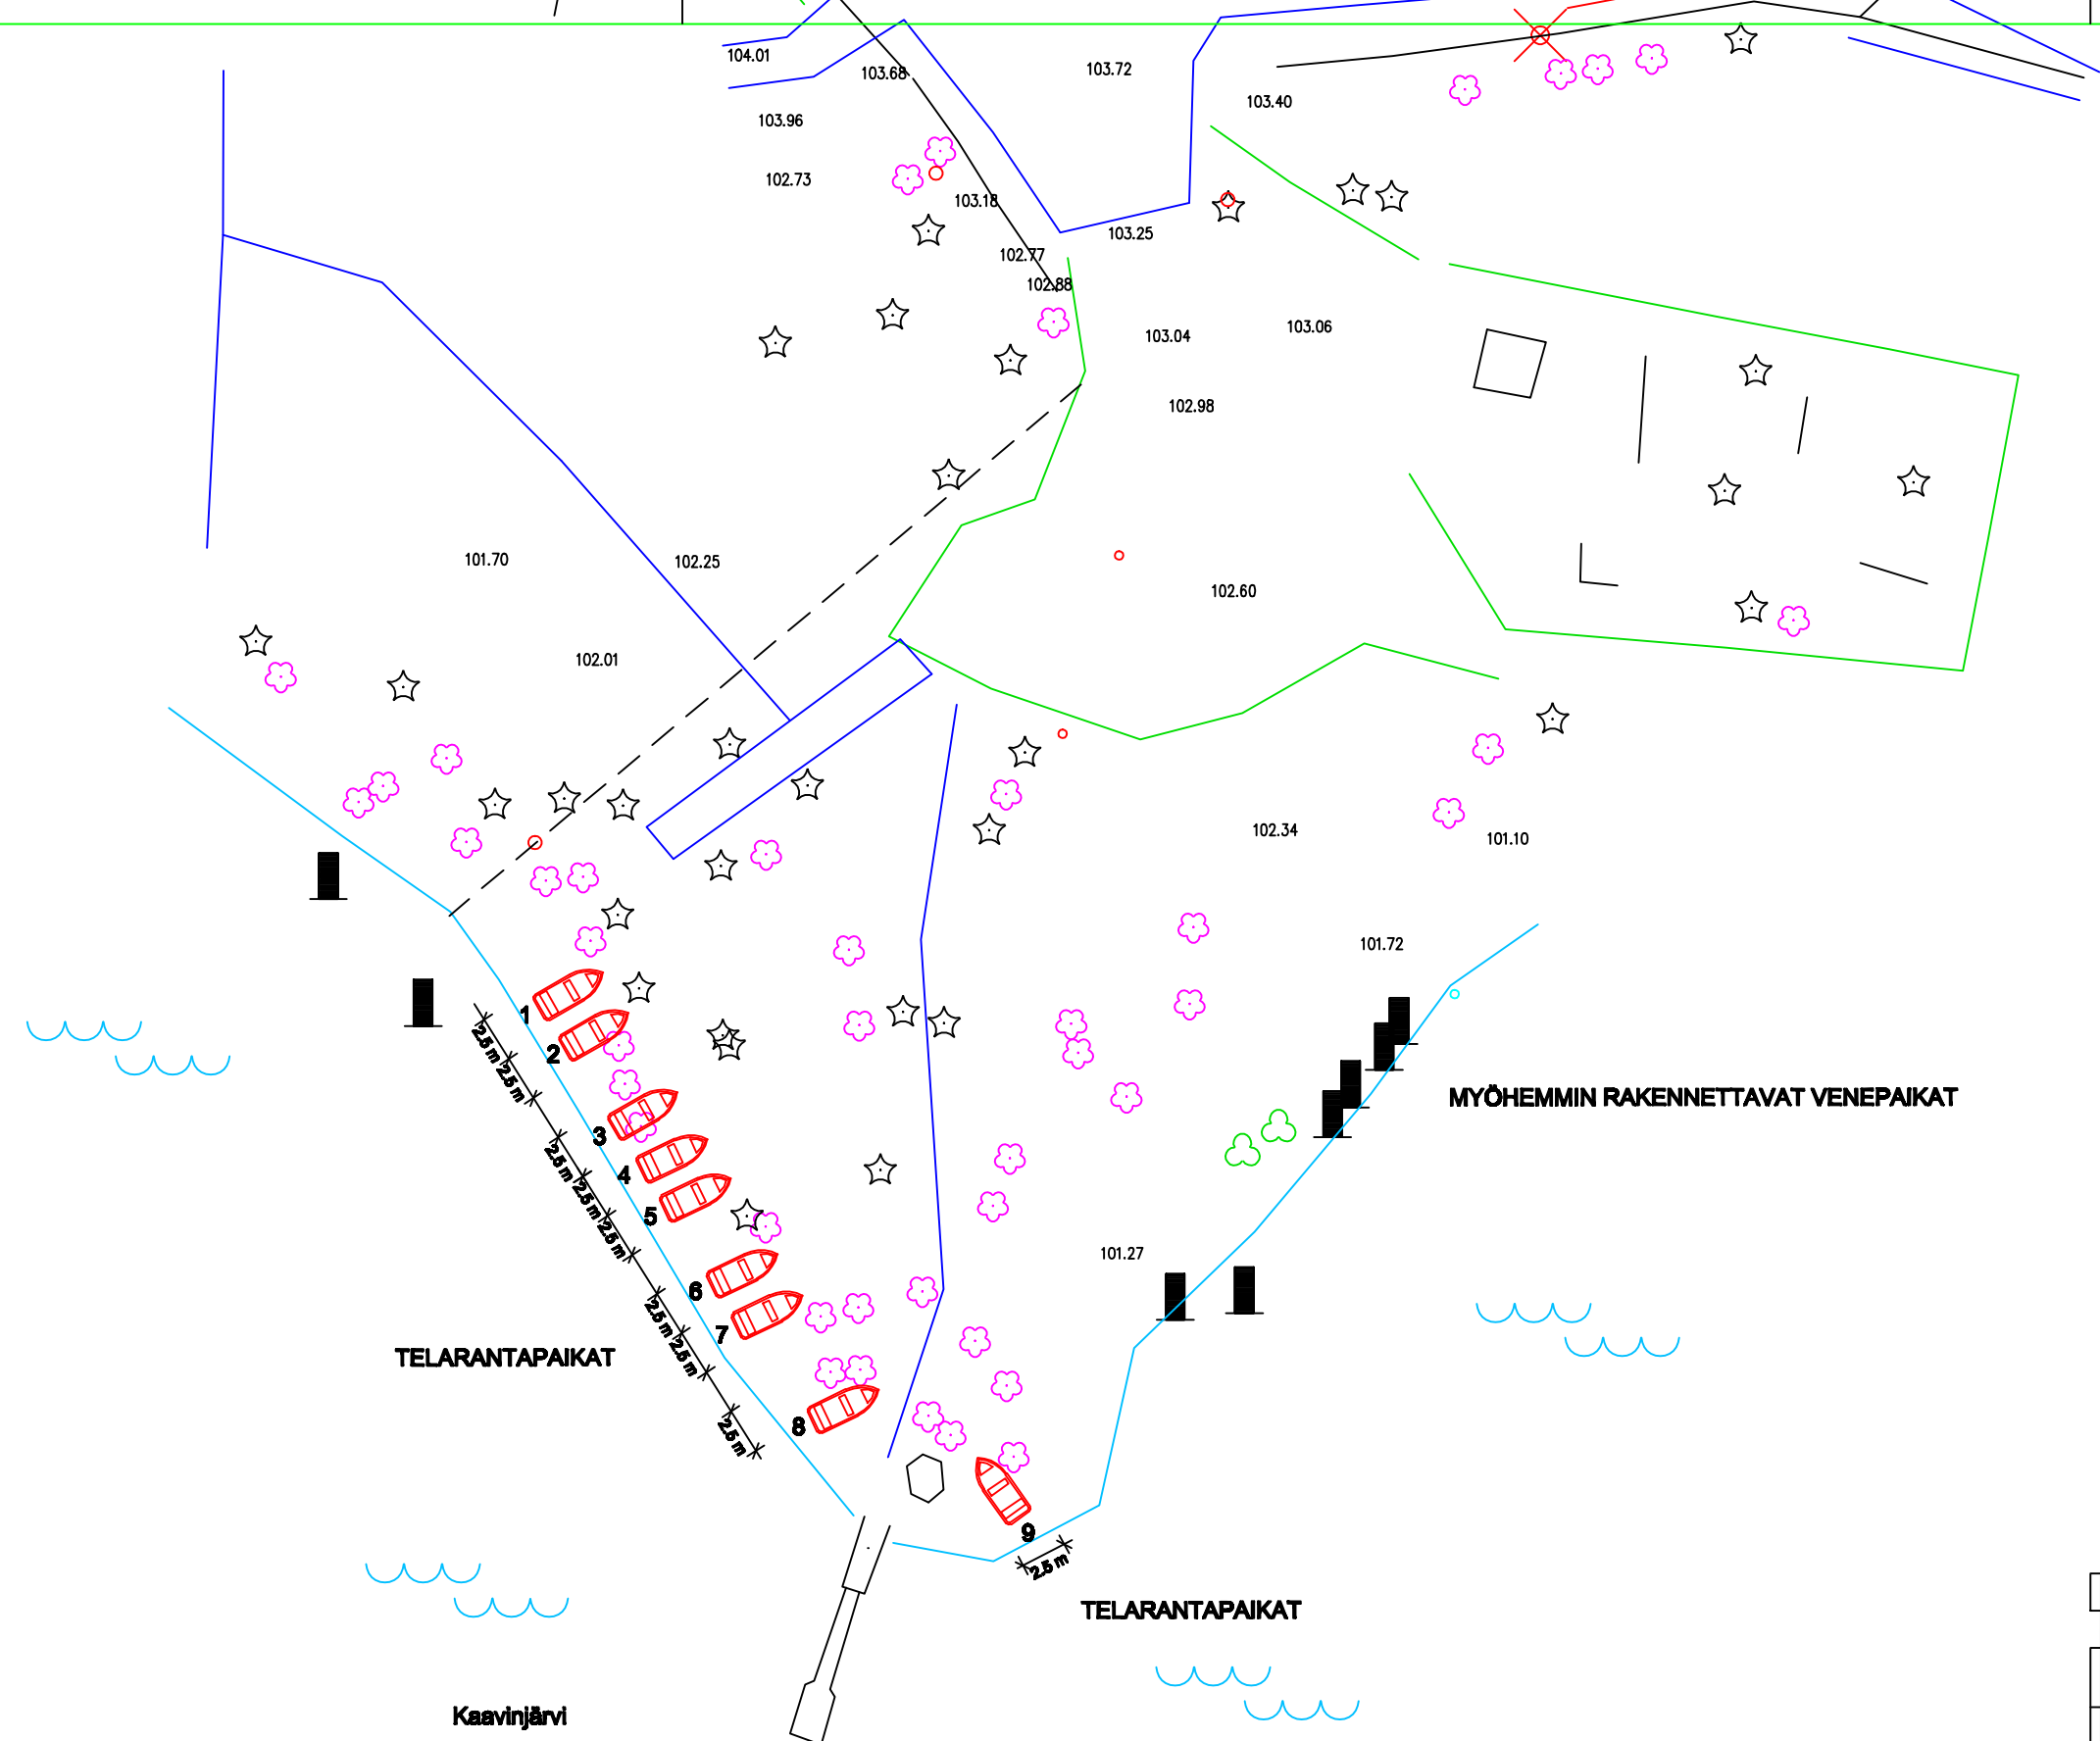 104.01
103.68
103.72
103.40
103.96
102.73
103.18
103.25
102.77
102.88
103.04
103.06
102.98
101.70
102.25
102.60
102.01
102.34
101.10
101.72
1
2.5 m
2
2.5 m
MYÖHEMMIN RAKENNETTAVAT VENEPAIKAT
3
2.5 m
4
2.5 m
5
2.5 m
101.27
6
2.5 m
7
2.5 m
TELARANTAPAIKAT
8
2.5 m
9
2.5 m
TELARANTAPAIKAT
Kaavinjärvi